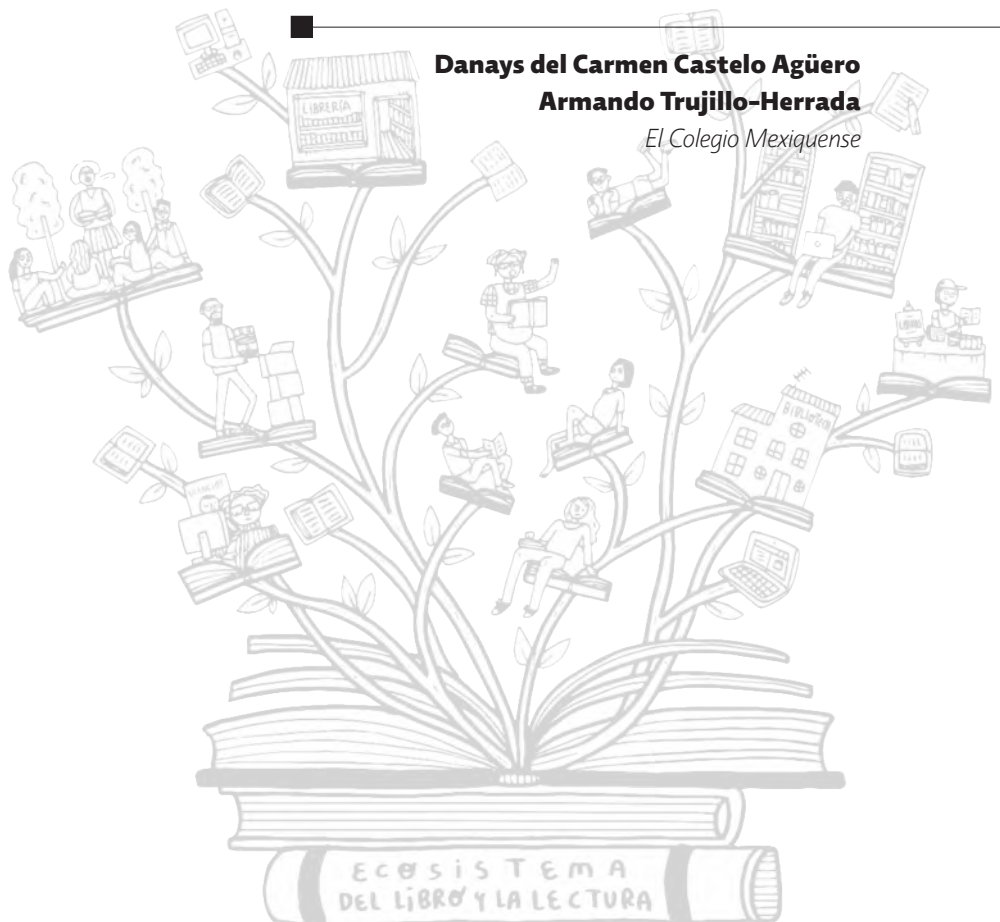 Danays del Carmen Castelo Agüero
Armando Trujillo-Herrada
El Colegio Mexiquense
LIBRERÍA
BIBLIOTECA
ECOSISTEMA
DEL LIBRO Y LA LECTURA